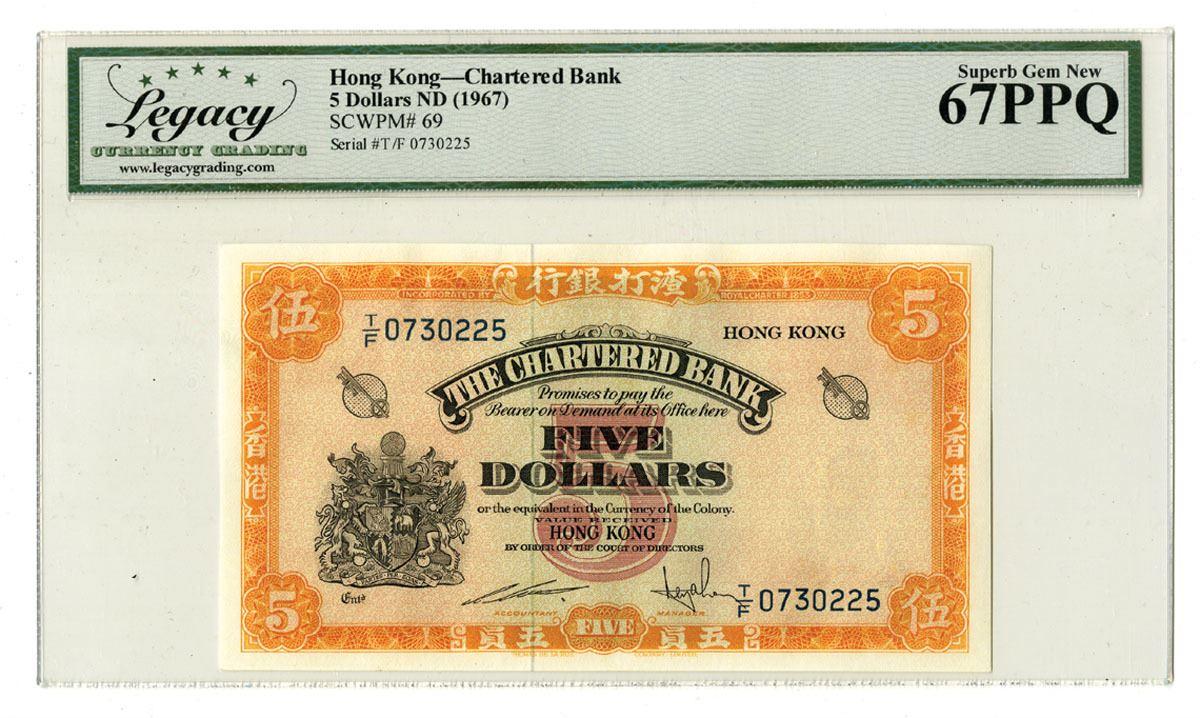 Legacy
CURRENCY GRADING
www.legacygrading.com
Hong Kong—Chartered Bank
5 Dollars ND (1967)
SCWPM# 69
Serial #T/F 0730225
Superb Gem New
67PPQ
行銀打渣
INCORPORATED BY ROYAL CHARTER 1853
伍
5
T/F 0730225
HONG KONG
THE CHARTERED BANK
Promises to pay the
Bearer on Demand at its Office here
FIVE
DOLLARS
5
or the equivalent in the Currency of the Colony.
VALUE RECEIVED
HONG KONG
BY ORDER OF THE COURT OF DIRECTORS
香港
香港
Entd
ACCOUNTANT
MANAGER
T/F 0730225
5
員五
FIVE
員五
伍